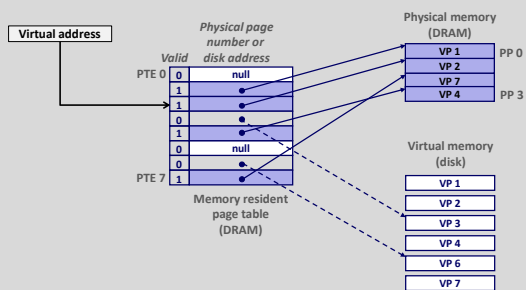 Virtual address
Physical page
number or
Valid disk address
PTE 0 0 null
1
1
0
1
0 null
0
PTE 7 1
Memory resident
page table
(DRAM)
Physical memory
(DRAM)
VP 1 PP 0
VP 2
VP 7
VP 4 PP 3
Virtual memory
(disk)
VP 1
VP 2
VP 3
VP 4
VP 6
VP 7